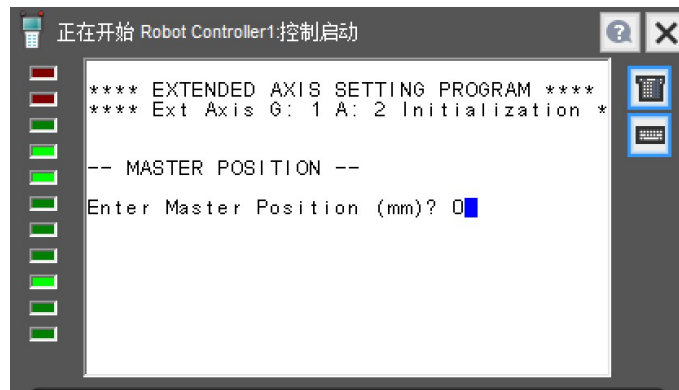 正在开始 Robot Controller1:控制启动
**** EXTENDED AXIS SETTING PROGRAM ****
**** Ext Axis G: 1 A: 2 Initialization *
-- MASTER POSITION --
Enter Master Position (mm)? 0